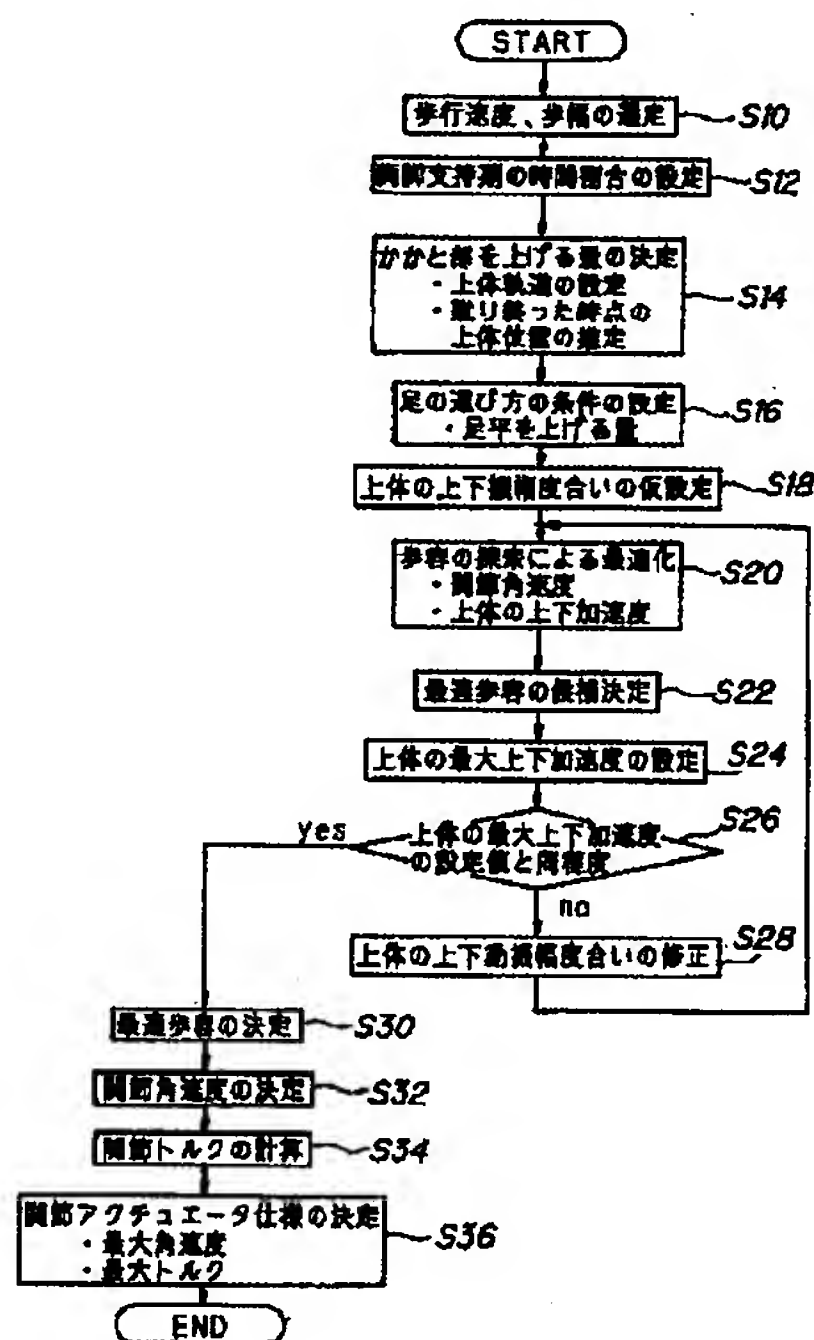 START
歩行速度、歩幅の選定
S10
両脚支持期の時間割合の設定
S12
かかと部を上げる量の決定
・上体軌道の設定
・蹴り終った時点の
上体位置の推定
S14
足の運び方の条件の設定
・足平を上げる量
S16
上体の上下振幅度合いの仮設定
S18
歩容の探索による最適化
・関節角速度
・上体の上下加速度
S20
最適歩容の候補決定
S22
上体の最大上下加速度の設定
S24
上体の最大上下加速度
の設定値と同程度
S26
yes
no
上体の上下動振幅度合いの修正
S28
最適歩容の決定
S30
関節角速度の決定
S32
関節トルクの計算
S34
関節アクチュエータ仕様の決定
・最大角速度
・最大トルク
S36
END